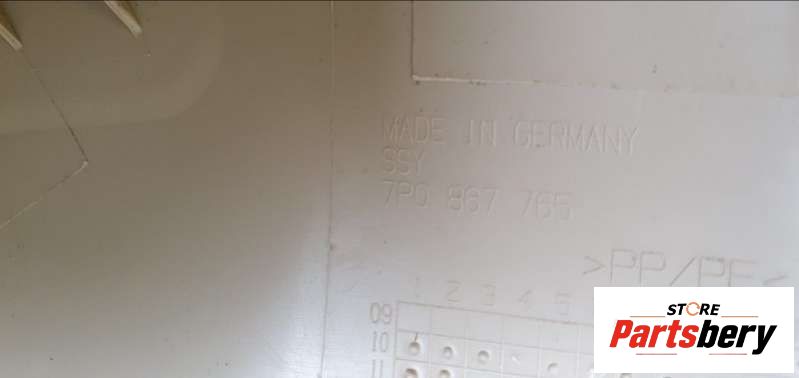 MADE IN GERMANY
SSY
7P0 867 765
>PP/PE<
1 2 3 4 5
09
10
11
STORE
Partsbery